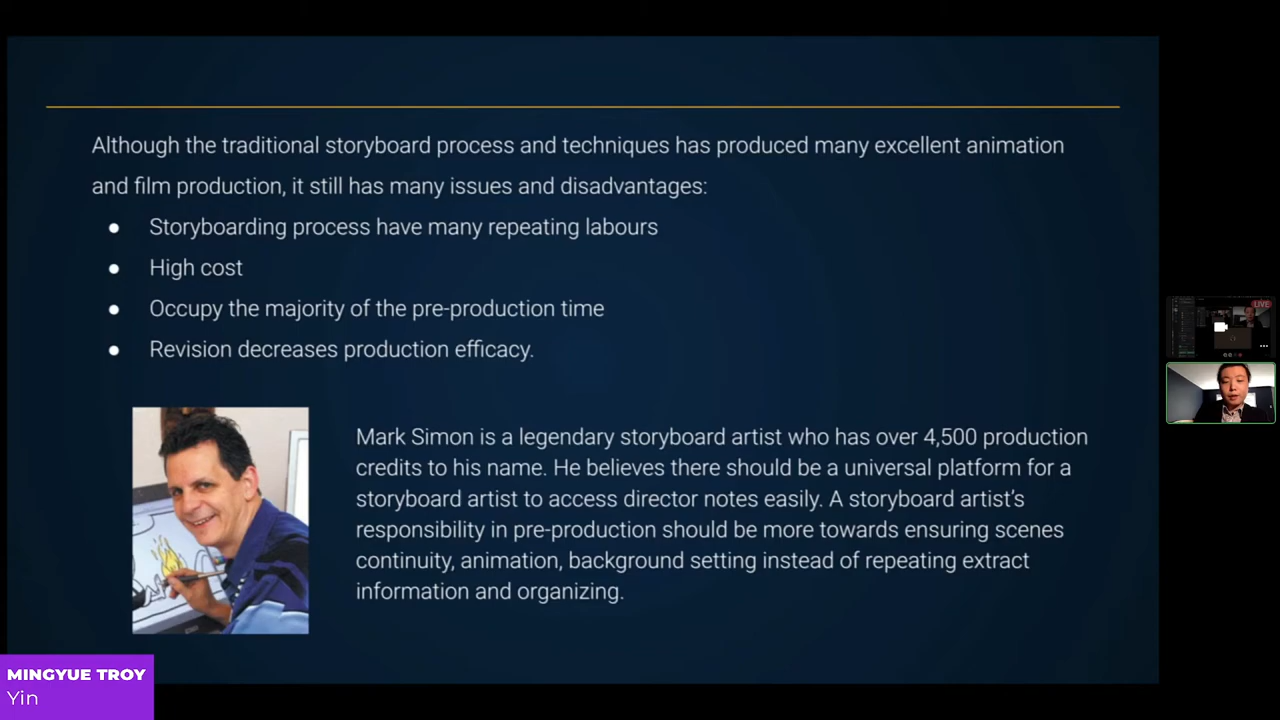 Although the traditional storyboard process and techniques has produced many excellent animation
and film production, it still has many issues and disadvantages:
● Storyboarding process have many repeating labours
● High cost
● Occupy the majority of the pre-production time
● Revision decreases production efficacy.
Mark Simon is a legendary storyboard artist who has over 4,500 production
credits to his name. He believes there should be a universal platform for a
storyboard artist to access director notes easily. A storyboard artist's
responsibility in pre-production should be more towards ensuring scenes
continuity, animation, background setting instead of repeating extract
information and organizing.
LIVE
MINGYUE TROY
Yin